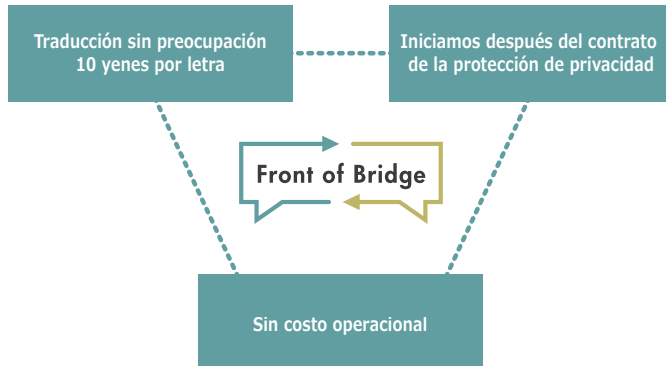 Traducción sin preocupación
10 yenes por letra
Iniciamos después del contrato
de la protección de privacidad
Front of Bridge
Sin costo operacional